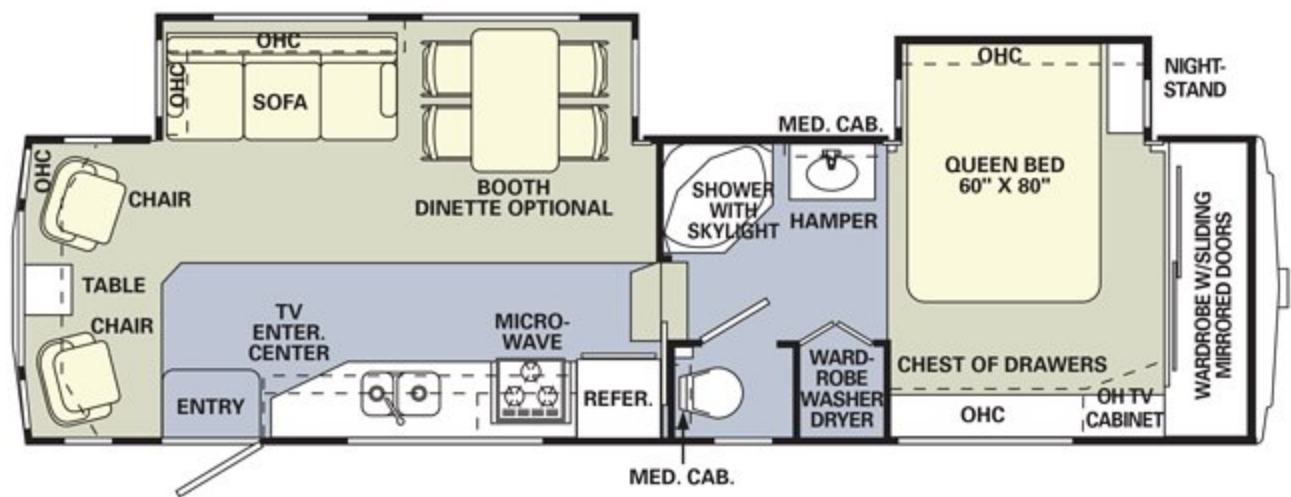 OHC
OHC
SOFA
BOOTH
DINETTE OPTIONAL
OHC
CHAIR
TABLE
CHAIR
TV
ENTER.
CENTER
MICRO-
WAVE
ENTRY
REFER.
MED. CAB.
SHOWER
WITH
SKYLIGHT
HAMPER
WARD-
ROBE
WASHER
DRYER
MED. CAB.
OHC
NIGHT-
STAND
QUEEN BED
60" X 80"
CHEST OF DRAWERS
OHC
OH TV
CABINET
WARDROBE W/SLIDING
MIRRORED DOORS